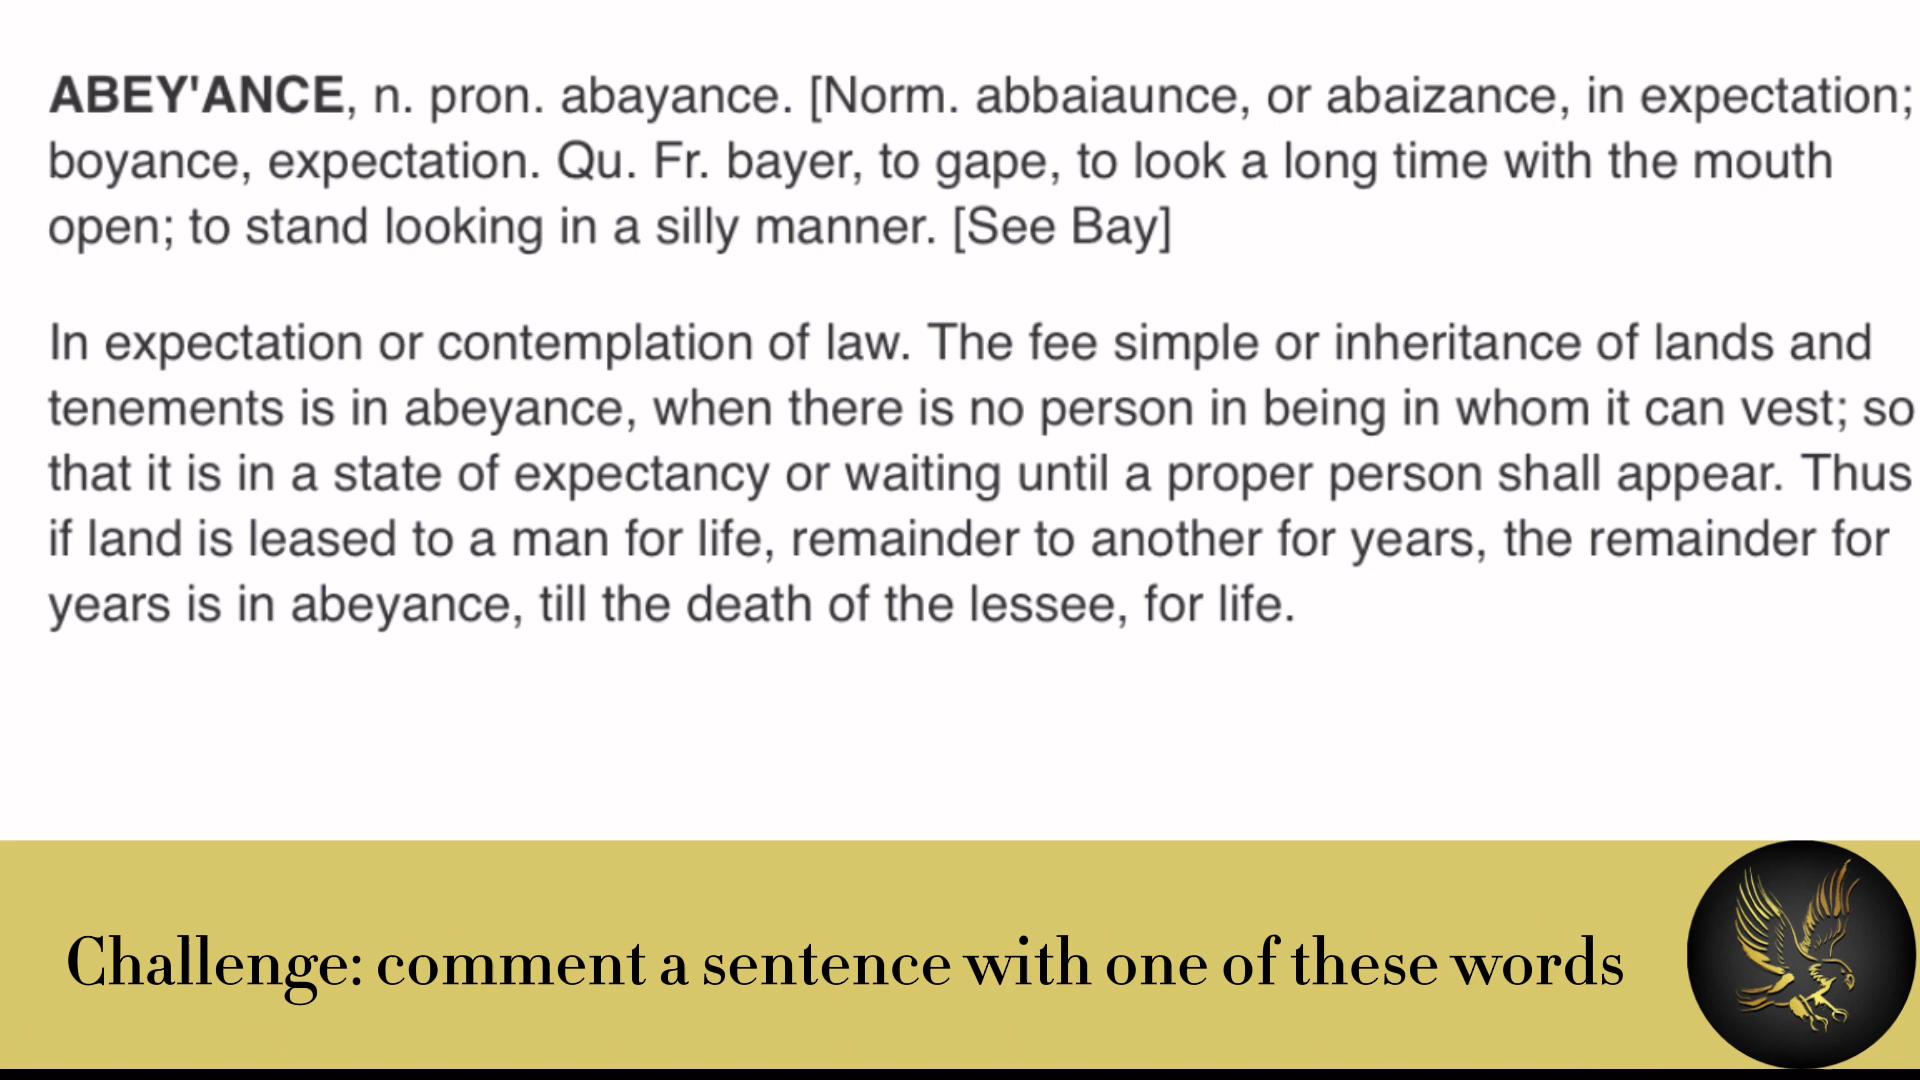 ABEY'ANCE, n. pron. abayance. [Norm. abbaiaunce, or abaizance, in expectation;
boyance, expectation. Qu. Fr. bayer, to gape, to look a long time with the mouth
open; to stand looking in a silly manner. [See Bay]
In expectation or contemplation of law. The fee simple or inheritance of lands and
tenements is in abeyance, when there is no person in being in whom it can vest; so
that it is in a state of expectancy or waiting until a proper person shall appear. Thus
if land is leased to a man for life, remainder to another for years, the remainder for
years is in abeyance, till the death of the lessee, for life.
Challenge: comment a sentence with one of these words